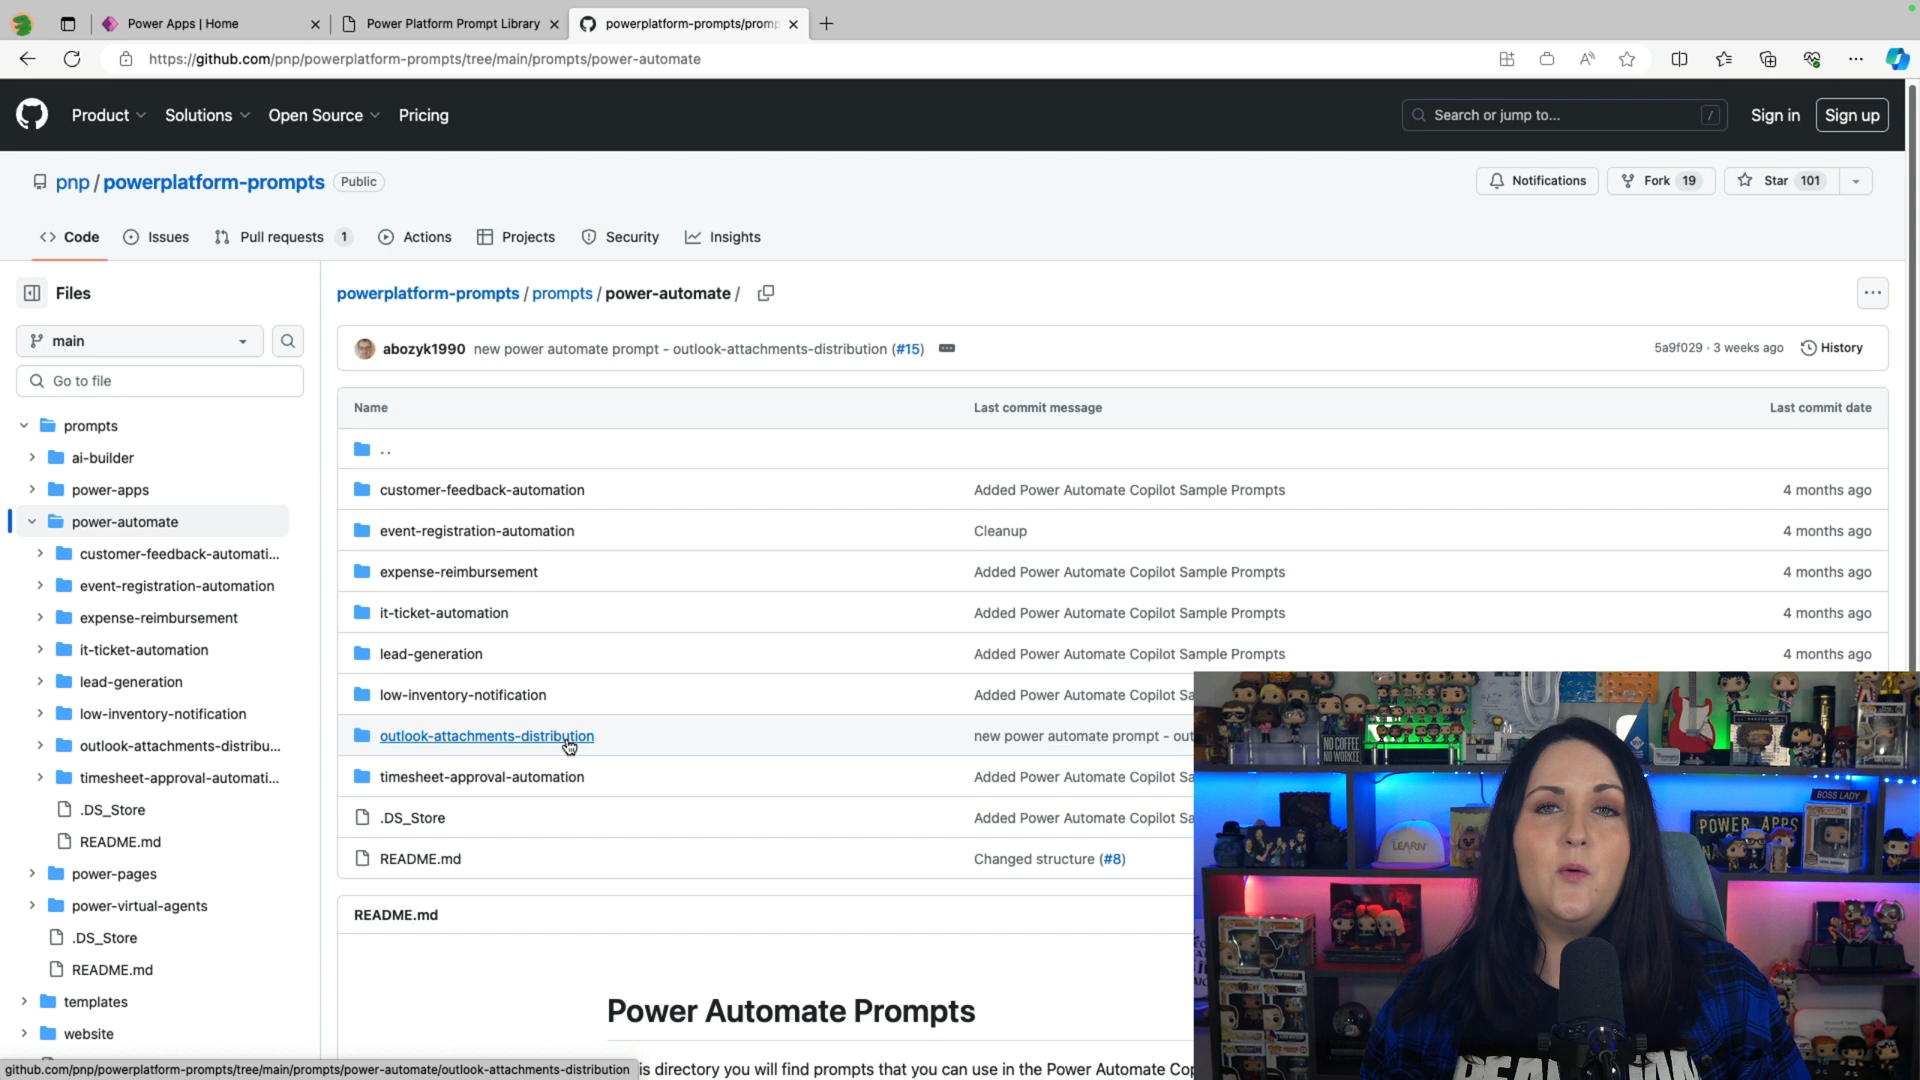 Power Apps | Home
Power Platform Prompt Library
powerplatform-prompts/promp
https://github.com/pnp/powerplatform-prompts/tree/main/prompts/power-automate
Product Solutions Open Source Pricing
Search or jump to...
/
Sign in
Sign up
pnp / powerplatform-prompts Public
Notifications
Fork 19
Star 101
Code
Issues
Pull requests 1
Actions
Projects
Security
Insights
Files
main
Go to file
prompts
ai-builder
power-apps
power-automate
customer-feedback-automati...
event-registration-automation
expense-reimbursement
it-ticket-automation
lead-generation
low-inventory-notification
outlook-attachments-distribu...
timesheet-approval-automati...
.DS_Store
README.md
power-pages
power-virtual-agents
.DS_Store
README.md
templates
website
powerplatform-prompts / prompts / power-automate /
abozyk1990 new power automate prompt - outlook-attachments-distribution (#15)
5a9f029 · 3 weeks ago
History
Name Last commit message Last commit date
..
customer-feedback-automation Added Power Automate Copilot Sample Prompts 4 months ago
event-registration-automation Cleanup 4 months ago
expense-reimbursement Added Power Automate Copilot Sample Prompts 4 months ago
it-ticket-automation Added Power Automate Copilot Sample Prompts 4 months ago
lead-generation Added Power Automate Copilot Sample Prompts 4 months ago
low-inventory-notification Added Power Automate Copilot Sa
outlook-attachments-distribution new power automate prompt - out
timesheet-approval-automation Added Power Automate Copilot Sa
.DS_Store Added Power Automate Copilot Sa
README.md Changed structure (#8)
README.md
Power Automate Prompts
is directory you will find prompts that you can use in the Power Automate Cop
github.com/pnp/powerplatform-prompts/tree/main/prompts/power-automate/outlook-attachments-distribution
NO COFFEE
NO WORKEE
BOSS LADY
LEARN
POWER APPS